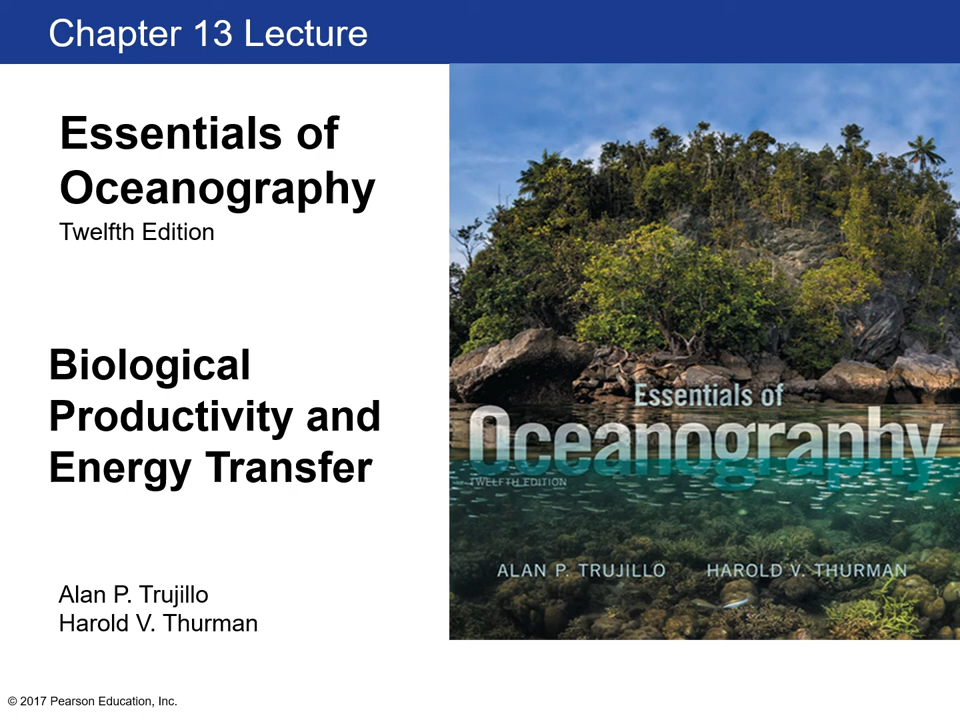 Chapter 13 Lecture
Essentials of
Oceanography
Twelfth Edition
Biological
Productivity and
Energy Transfer
Alan P. Trujillo
Harold V. Thurman
Essentials of
Oceanography
TWELFTH EDITION
ALAN P. TRUJILLO HAROLD V. THURMAN
© 2017 Pearson Education, Inc.